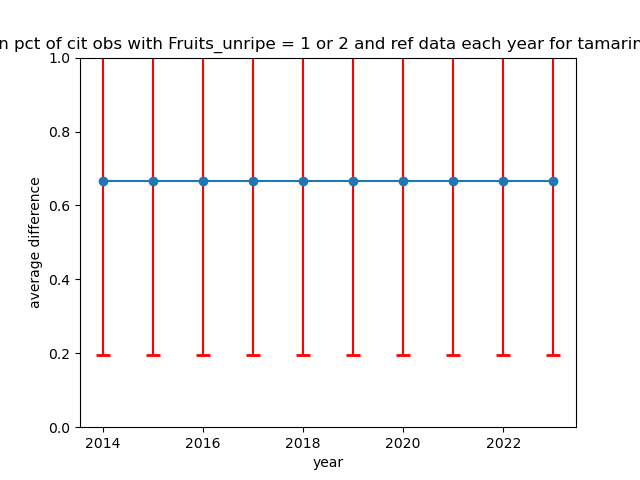 n pct of cit obs with Fruits_unripe = 1 or 2 and ref data each year for tamarin
1.0
0.8
0.6
0.4
0.2
0.0
average difference
2014 2016 2018 2020 2022
year